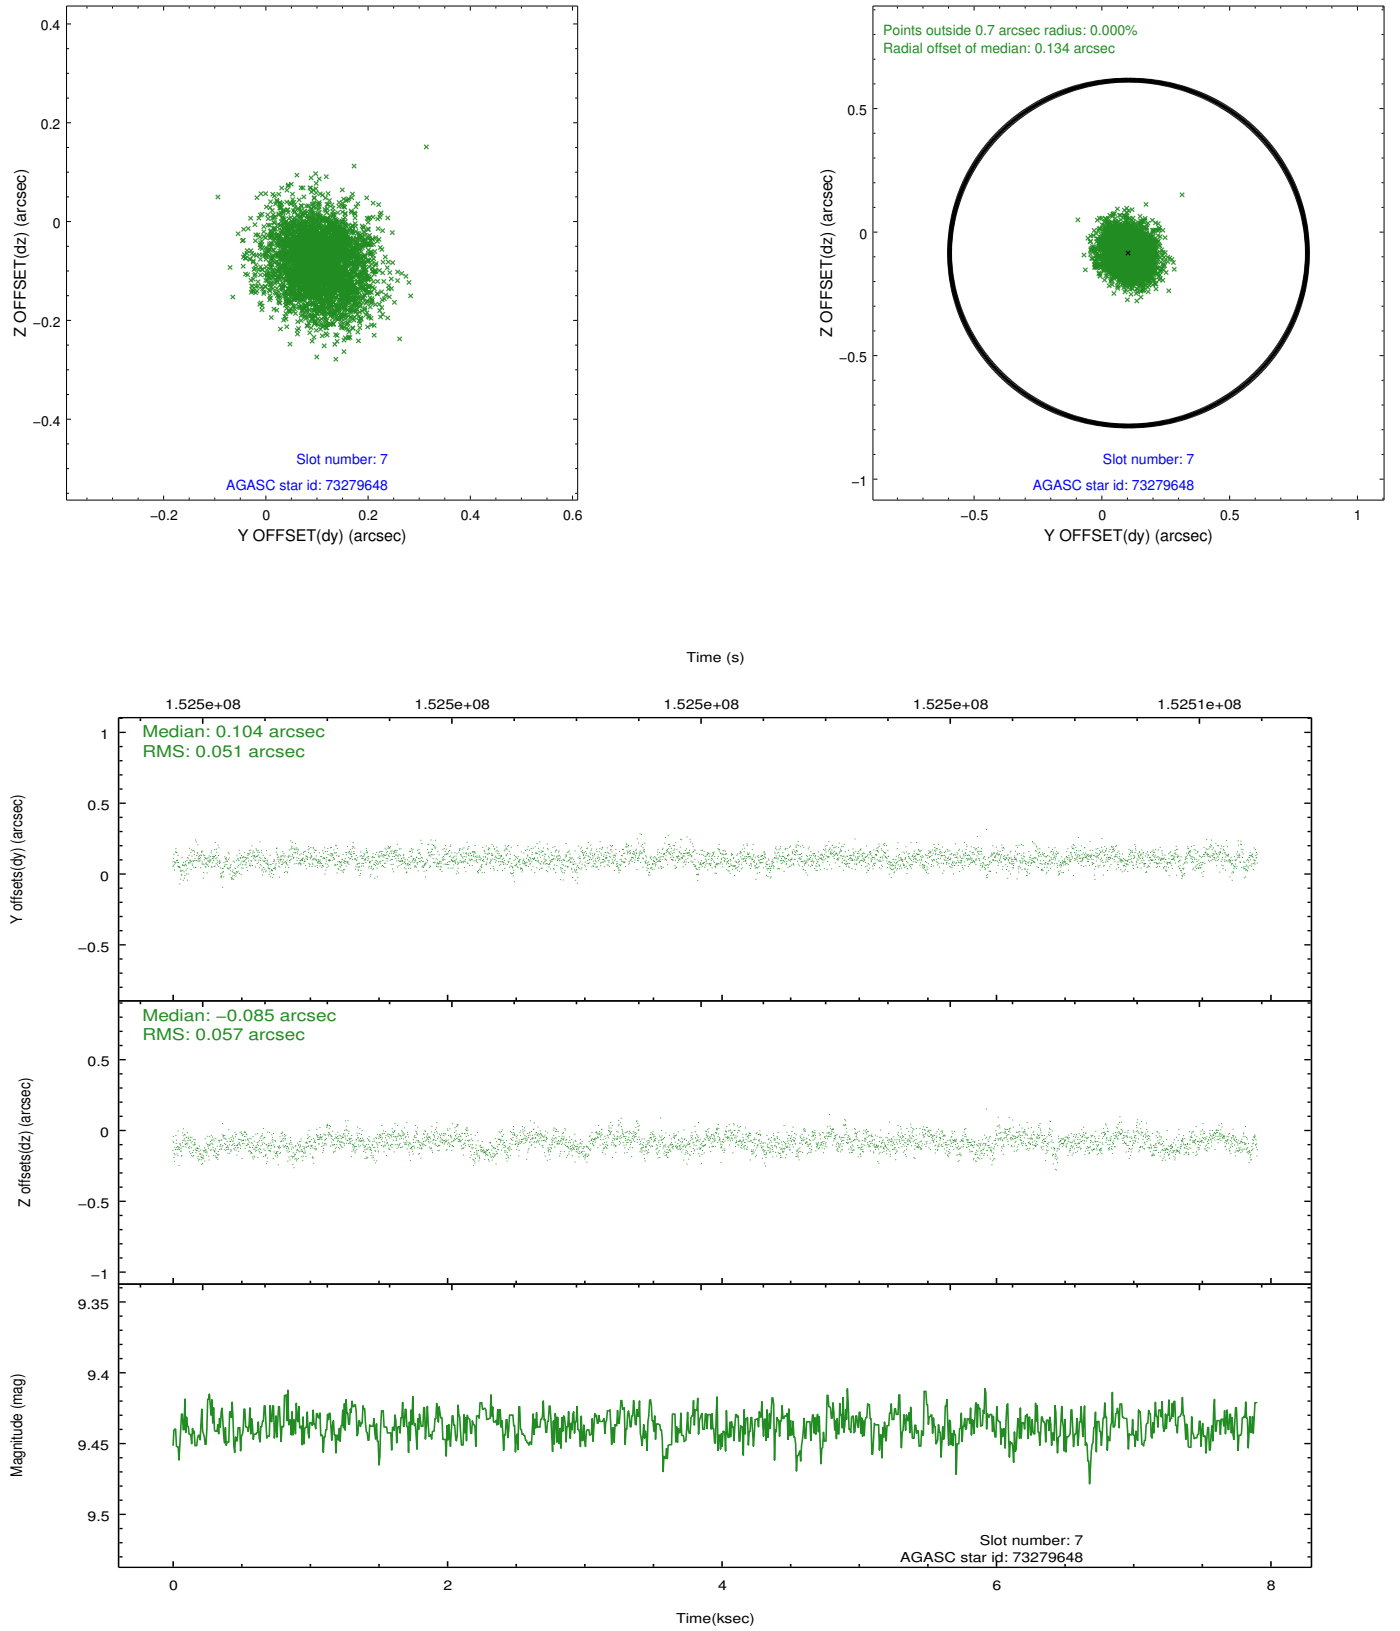 0.4
0.2
0
−0.2
−0.4
Z OFFSET(dz) (arcsec)
Slot number: 7
AGASC star id: 73279648
−0.2 0 0.2 0.4 0.6
Y OFFSET(dy) (arcsec)
Points outside 0.7 arcsec radius: 0.000%
Radial offset of median: 0.134 arcsec
0.5
0
−0.5
−1
Z OFFSET(dz) (arcsec)
Slot number: 7
AGASC star id: 73279648
−0.5 0 0.5 1
Y OFFSET(dy) (arcsec)
Time (s)
1.525e+08 1.525e+08 1.525e+08 1.525e+08 1.5251e+08
Median: 0.104 arcsec
RMS: 0.051 arcsec
1
0.5
0
−0.5
Y offsets(dy) (arcsec)
Median: −0.085 arcsec
RMS: 0.057 arcsec
0.5
0
−0.5
−1
Z offsets(dz) (arcsec)
9.35
9.4
9.45
9.5
Magnitude (mag)
Slot number: 7
AGASC star id: 73279648
0 2 4 6 8
Time(ksec)